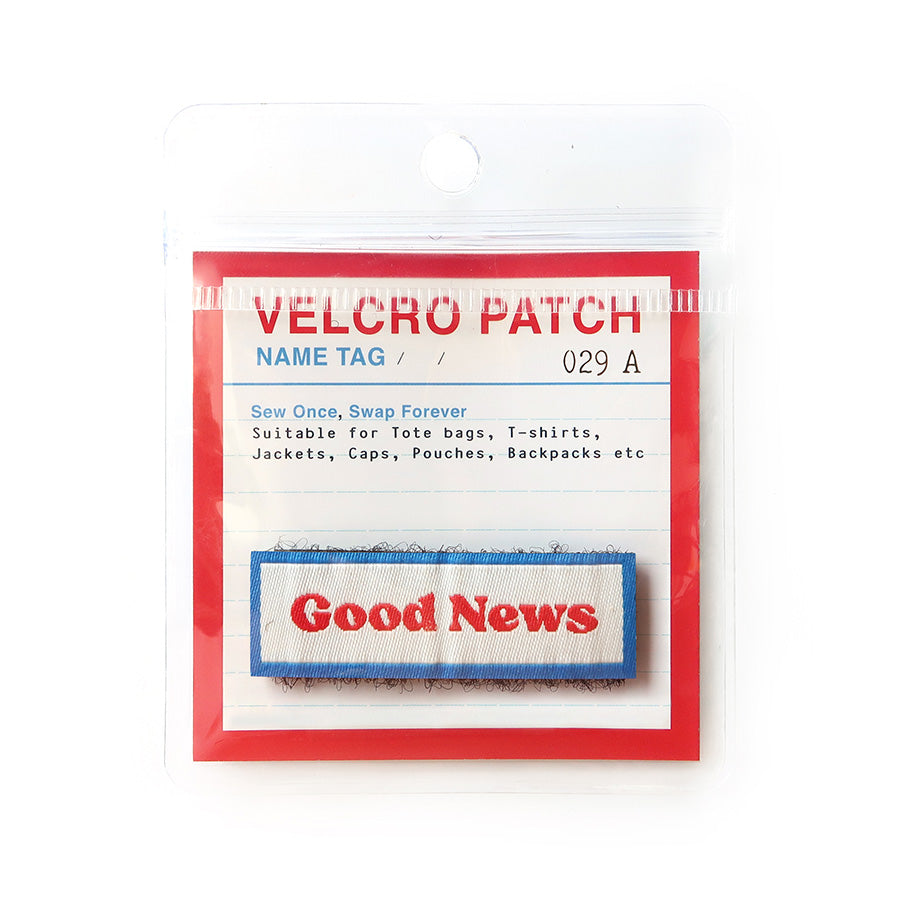 VELCRO PATCH
NAME TAG / / 029 A
Sew Once, Swap Forever
Suitable for Tote bags, T-shirts,
Jackets, Caps, Pouches, Backpacks etc
Good News